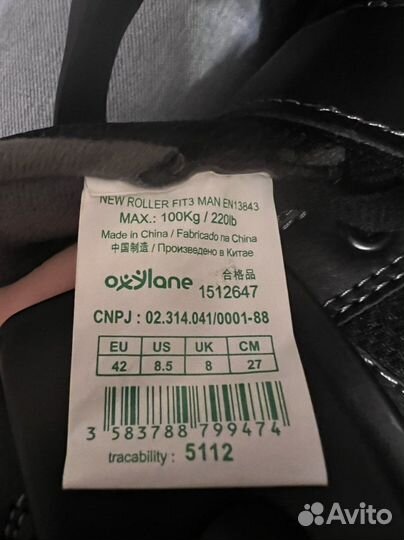 NEW ROLLER FIT3 MAN EN13843
MAX.: 100Kg / 220lb
Made in China / Fabricado na China
中国制造 / Произведено в Китае
oxylane 合格品
1512647
CNPJ : 02.314.041/0001-88
EU US UK CM
42 8.5 8 27
3 583788 799474
tracability : 5112
Avito